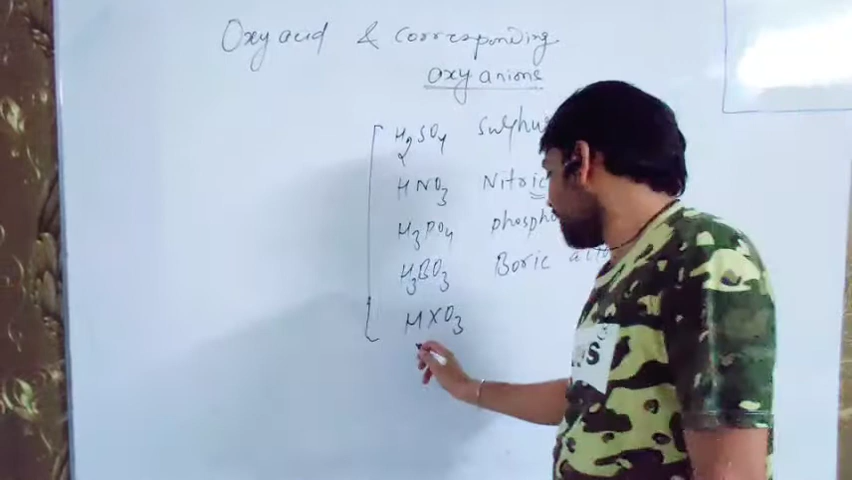 Oxyacid & corresponding
oxyanions
H2SO4
HNO3 Nitric
H3PO4
H3BO3 Boric
HXO3